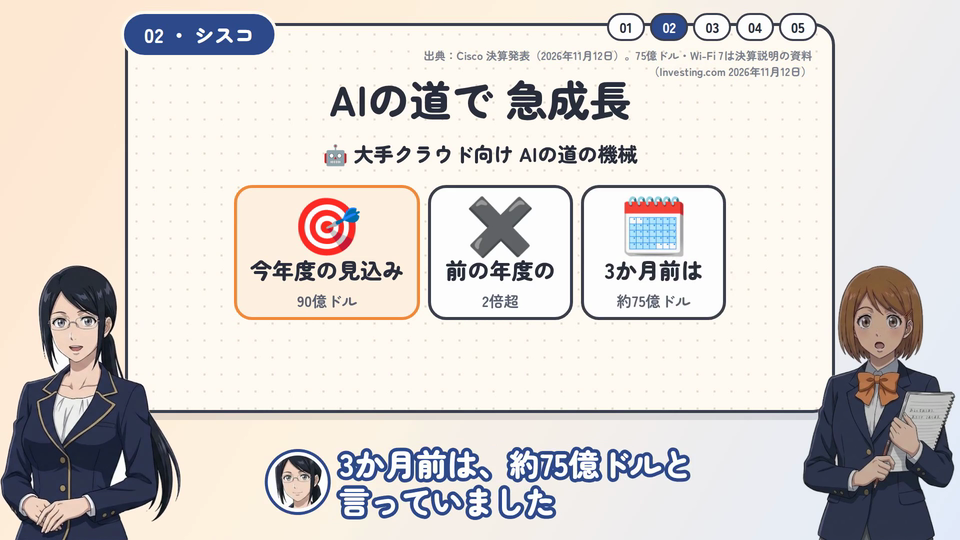 02 ・ シスコ
01 02 03 04 05
出典：Cisco 決算発表（2026年11月12日）。75億ドル・Wi-Fi 7は決算説明の資料
（Investing.com 2026年11月12日）
AIの道で 急成長
大手クラウド向け AIの道の機械
今年度の見込み
90億ドル
前の年度の
2倍超
3か月前は
約75億ドル
3か月前は、約75億ドルと
言っていました